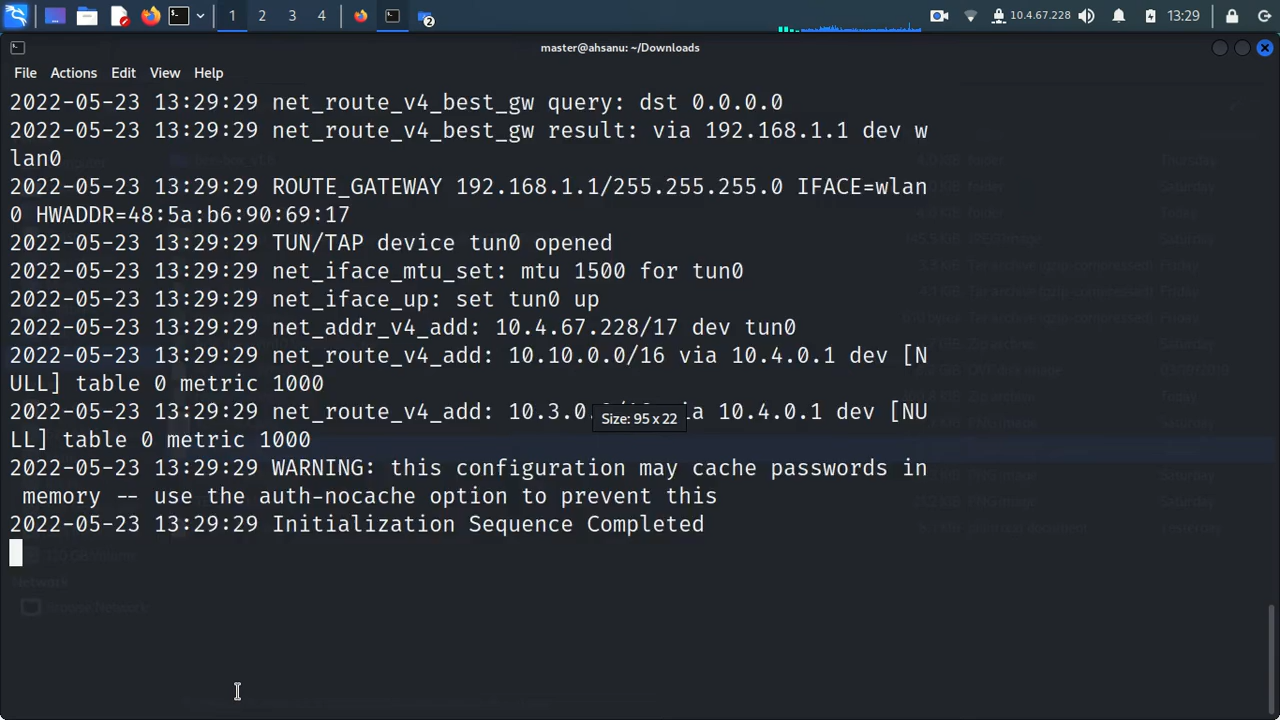 1 2 3 4 2 10.4.67.228 13:29
master@ahsanu: ~/Downloads
File Actions Edit View Help
2022-05-23 13:29:29 net_route_v4_best_gw query: dst 0.0.0.0
2022-05-23 13:29:29 net_route_v4_best_gw result: via 192.168.1.1 dev w
lan0
2022-05-23 13:29:29 ROUTE_GATEWAY 192.168.1.1/255.255.255.0 IFACE=wlan
0 HWADDR=48:5a:b6:90:69:17
2022-05-23 13:29:29 TUN/TAP device tun0 opened
2022-05-23 13:29:29 net_iface_mtu_set: mtu 1500 for tun0
2022-05-23 13:29:29 net_iface_up: set tun0 up
2022-05-23 13:29:29 net_addr_v4_add: 10.4.67.228/17 dev tun0
2022-05-23 13:29:29 net_route_v4_add: 10.10.0.0/16 via 10.4.0.1 dev [N
ULL] table 0 metric 1000
2022-05-23 13:29:29 net_route_v4_add: 10.3.0. 10.4.0.1 dev [NU
Size: 95 x 22
LL] table 0 metric 1000
2022-05-23 13:29:29 WARNING: this configuration may cache passwords in
memory -- use the auth-nocache option to prevent this
2022-05-23 13:29:29 Initialization Sequence Completed
Network